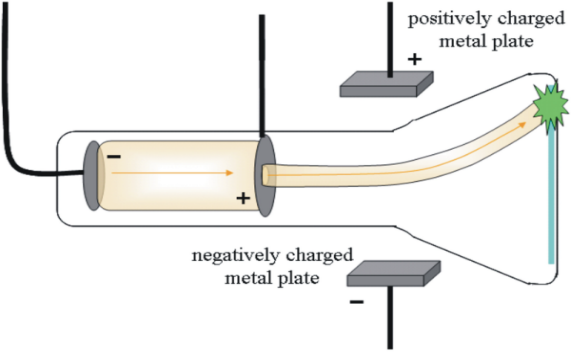 positively charged
metal plate
+
−
+
negatively charged
metal plate
−